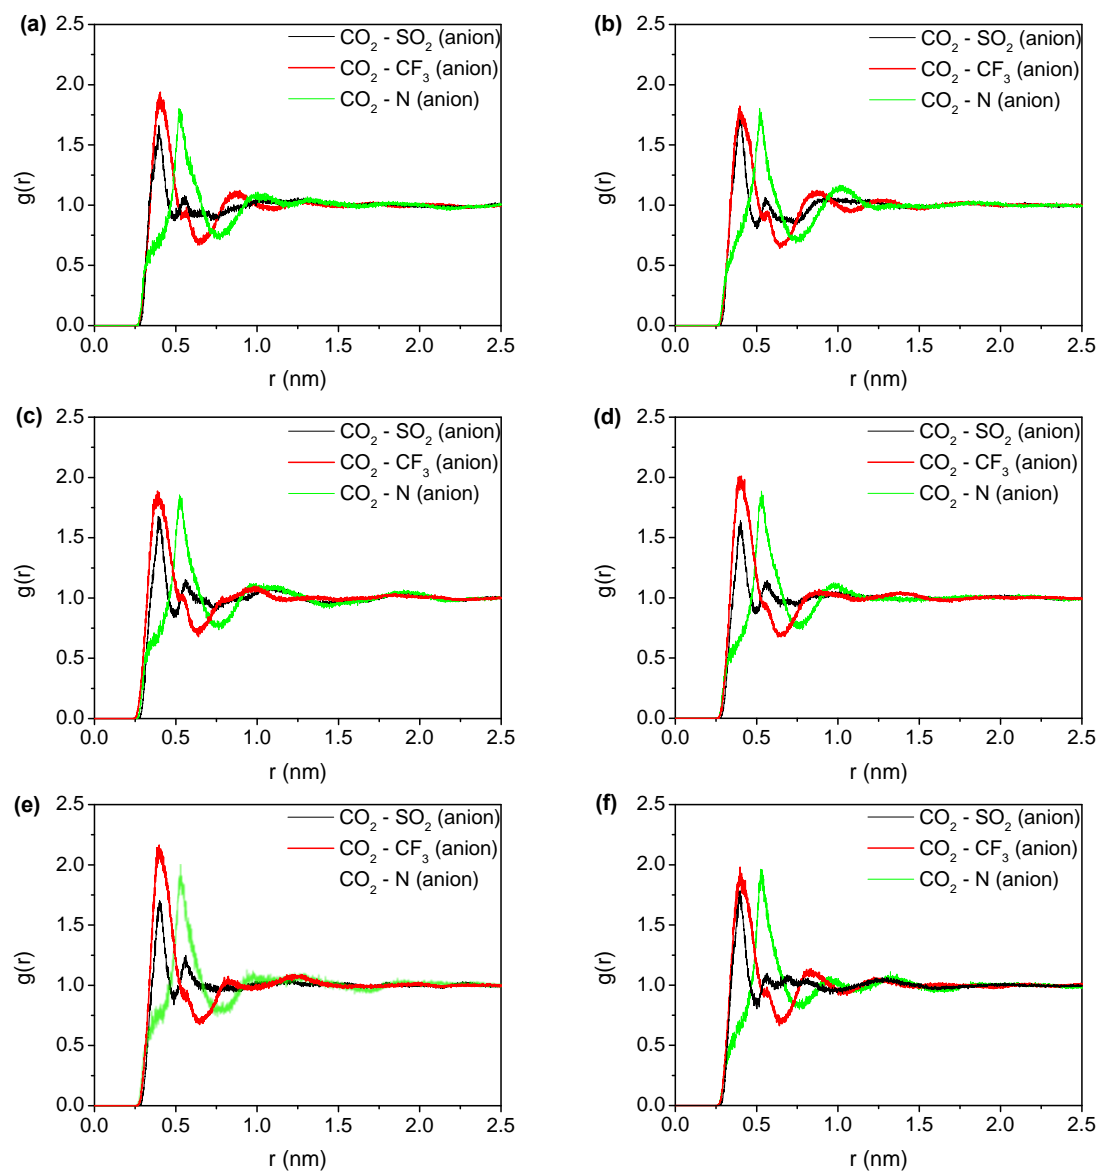 (a)
2.5
2.0
1.5
1.0
0.5
0.0
g(r)
CO2 - SO2 (anion)
CO2 - CF3 (anion)
CO2 - N (anion)
0.0 0.5 1.0 1.5 2.0 2.5
r (nm)
(b)
2.5
2.0
1.5
1.0
0.5
0.0
g(r)
CO2 - SO2 (anion)
CO2 - CF3 (anion)
CO2 - N (anion)
0.0 0.5 1.0 1.5 2.0 2.5
r (nm)
(c)
2.5
2.0
1.5
1.0
0.5
0.0
g(r)
CO2 - SO2 (anion)
CO2 - CF3 (anion)
CO2 - N (anion)
0.0 0.5 1.0 1.5 2.0 2.5
r (nm)
(d)
2.5
2.0
1.5
1.0
0.5
0.0
g(r)
CO2 - SO2 (anion)
CO2 - CF3 (anion)
CO2 - N (anion)
0.0 0.5 1.0 1.5 2.0 2.5
r (nm)
(e)
2.5
2.0
1.5
1.0
0.5
0.0
g(r)
CO2 - SO2 (anion)
CO2 - CF3 (anion)
CO2 - N (anion)
0.0 0.5 1.0 1.5 2.0 2.5
r (nm)
(f)
2.5
2.0
1.5
1.0
0.5
0.0
g(r)
CO2 - SO2 (anion)
CO2 - CF3 (anion)
CO2 - N (anion)
0.0 0.5 1.0 1.5 2.0 2.5
r (nm)